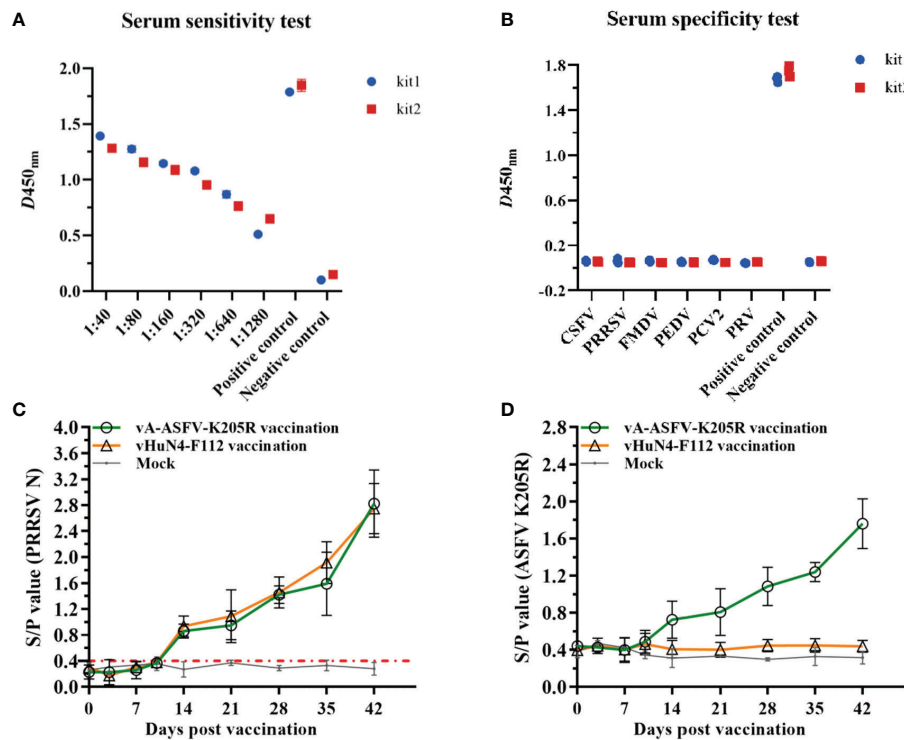 A
Serum sensitivity test
D450nm
2.0
1.5
1.0
0.5
0.0
1:40
1:80
1:160
1:320
1:640
1:1280
Positive control
Negative control
kit1
kit2
B
Serum specificity test
D450nm
1.8
1.4
1.0
0.6
0.2
-0.2
CSFV
PRRSV
FMDV
PEDV
PCV2
PRV
Positive control
Negative control
kit
kit
C
vA-ASFV-K205R vaccination
vHuN4-F112 vaccination
Mock
S/P value (PRRSV N)
4.0
3.6
3.2
2.8
2.4
2.0
1.6
1.2
0.8
0.4
0.0
0
7
14
21
28
35
42
Days post vaccination
D
vA-ASFV-K205R vaccination
vHuN4-F112 vaccination
Mock
S/P value (ASFV K205R)
2.8
2.4
2.0
1.6
1.2
0.8
0.4
0.0
0
7
14
21
28
35
42
Days post vaccination